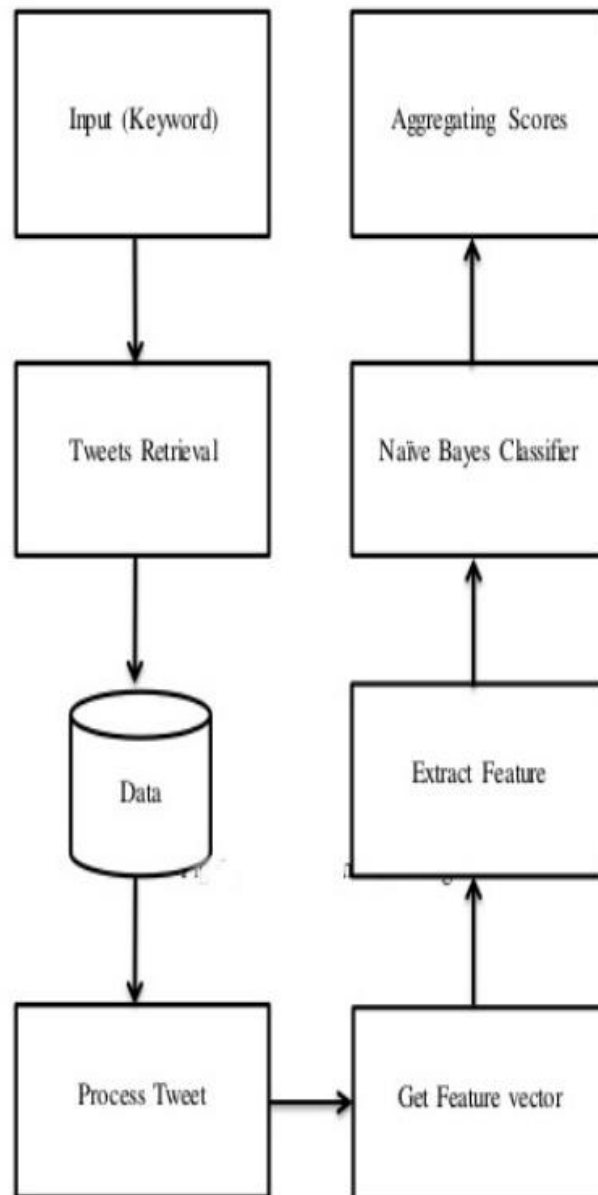 Input (Keyword)
Tweets Retrieval
Data
Process Tweet
Get Feature vector
Extract Feature
Naïve Bayes Classifier
Aggregating Scores